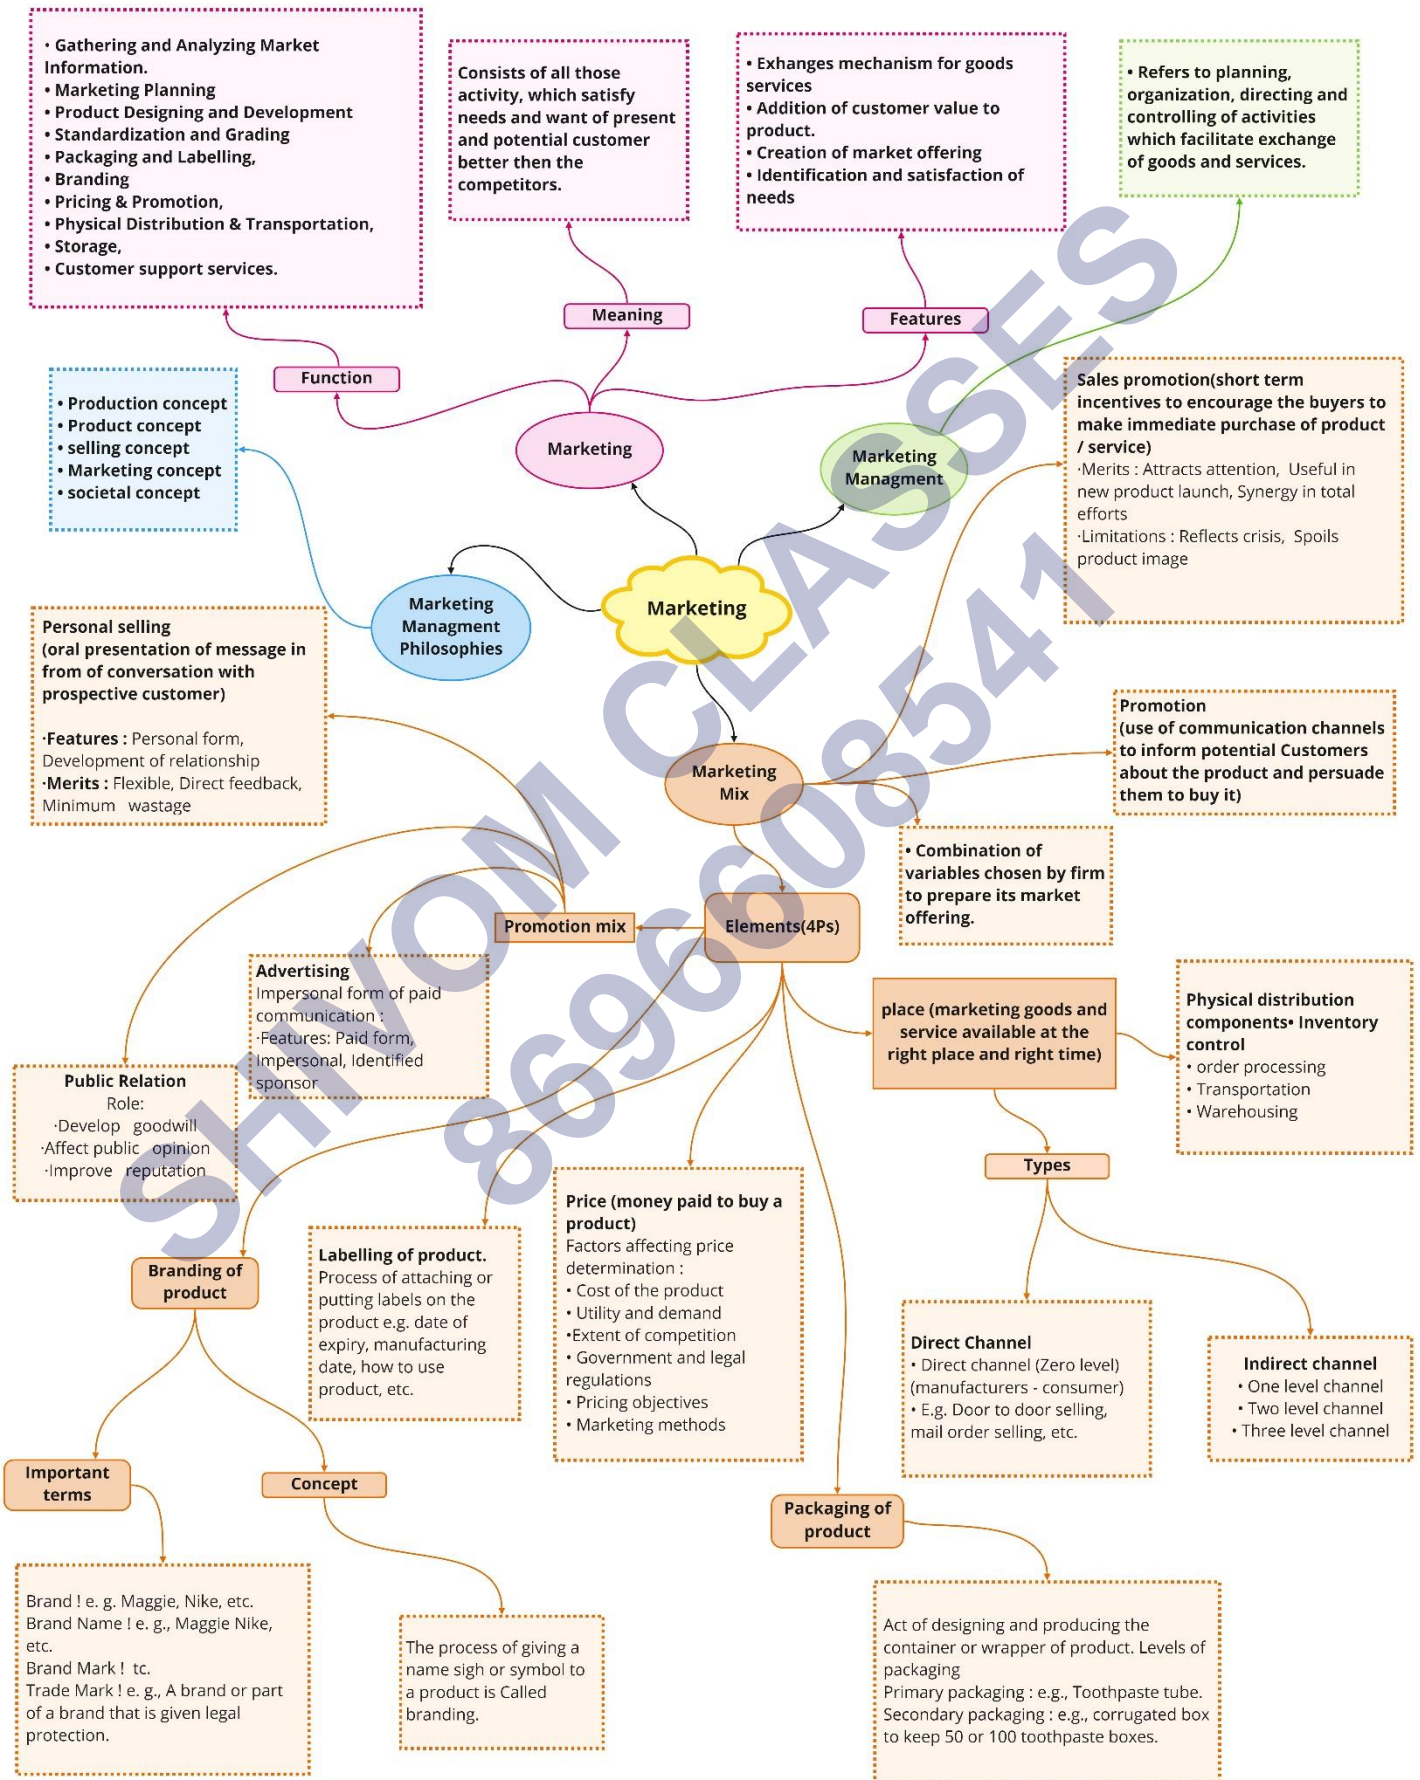 · Gathering and Analyzing Market
Information.
• Marketing Planning
• Product Designing and Development
• Standardization and Grading
• Packaging and Labelling,
• Branding
• Pricing & Promotion,
• Physical Distribution & Transportation,
• Storage,
• Customer support services.
Consists of all those
activity, which satisfy
needs and want of present
and potential customer
better then the
competitors.
• Exhanges mechanism for goods
services
• Addition of customer value to
product.
• Creation of market offering
• Identification and satisfaction of
needs
• Refers to planning,
organization, directing and
controlling of activities
which facilitate exchange
of goods and services.
Meaning
Features
Function
• Production concept
• Product concept
• selling concept
• Marketing concept
• societal concept
Marketing
Marketing
Managment
Sales promotion(short term
incentives to encourage the buyers to
make immediate purchase of product
/ service)
·Merits : Attracts attention, Useful in
new product launch, Synergy in total
efforts
·Limitations : Reflects crisis, Spoils
product image
Marketing
Managment
Philosophies
Marketing
Personal selling
(oral presentation of message in
from of conversation with
prospective customer)
·Features : Personal form,
Development of relationship
·Merits : Flexible, Direct feedback,
Minimum wastage
Marketing
Mix
Promotion
(use of communication channels
to inform potential Customers
about the product and persuade
them to buy it)
• Combination of
variables chosen by firm
to prepare its market
offering.
Promotion mix
Elements(4Ps)
Advertising
Impersonal form of paid
communication :
·Features: Paid form,
Impersonal, Identified
sponsor
place (marketing goods and
service available at the
right place and right time)
Physical distribution
components• Inventory
control
• order processing
• Transportation
• Warehousing
Public Relation
Role:
·Develop goodwill
·Affect public opinion
·Improve reputation
Types
Branding of
product
Labelling of product.
Process of attaching or
putting labels on the
product e.g. date of
expiry, manufacturing
date, how to use
product, etc.
Price (money paid to buy a
product)
Factors affecting price
determination :
• Cost of the product
• Utility and demand
•Extent of competition
• Government and legal
regulations
• Pricing objectives
• Marketing methods
Direct Channel
• Direct channel (Zero level)
(manufacturers - consumer)
• E.g. Door to door selling,
mail order selling, etc.
Indirect channel
• One level channel
• Two level channel
• Three level channel
Important
terms
Concept
Packaging of
product
Brand ! e. g. Maggie, Nike, etc.
Brand Name ! e. g., Maggie Nike,
etc.
Brand Mark ! tc.
Trade Mark ! e. g., A brand or part
of a brand that is given legal
protection.
The process of giving a
name sigh or symbol to
a product is Called
branding.
Act of designing and producing the
container or wrapper of product. Levels of
packaging
Primary packaging : e.g., Toothpaste tube.
Secondary packaging : e.g., corrugated box
to keep 50 or 100 toothpaste boxes.
SHIVOM CLASSES
8696608541